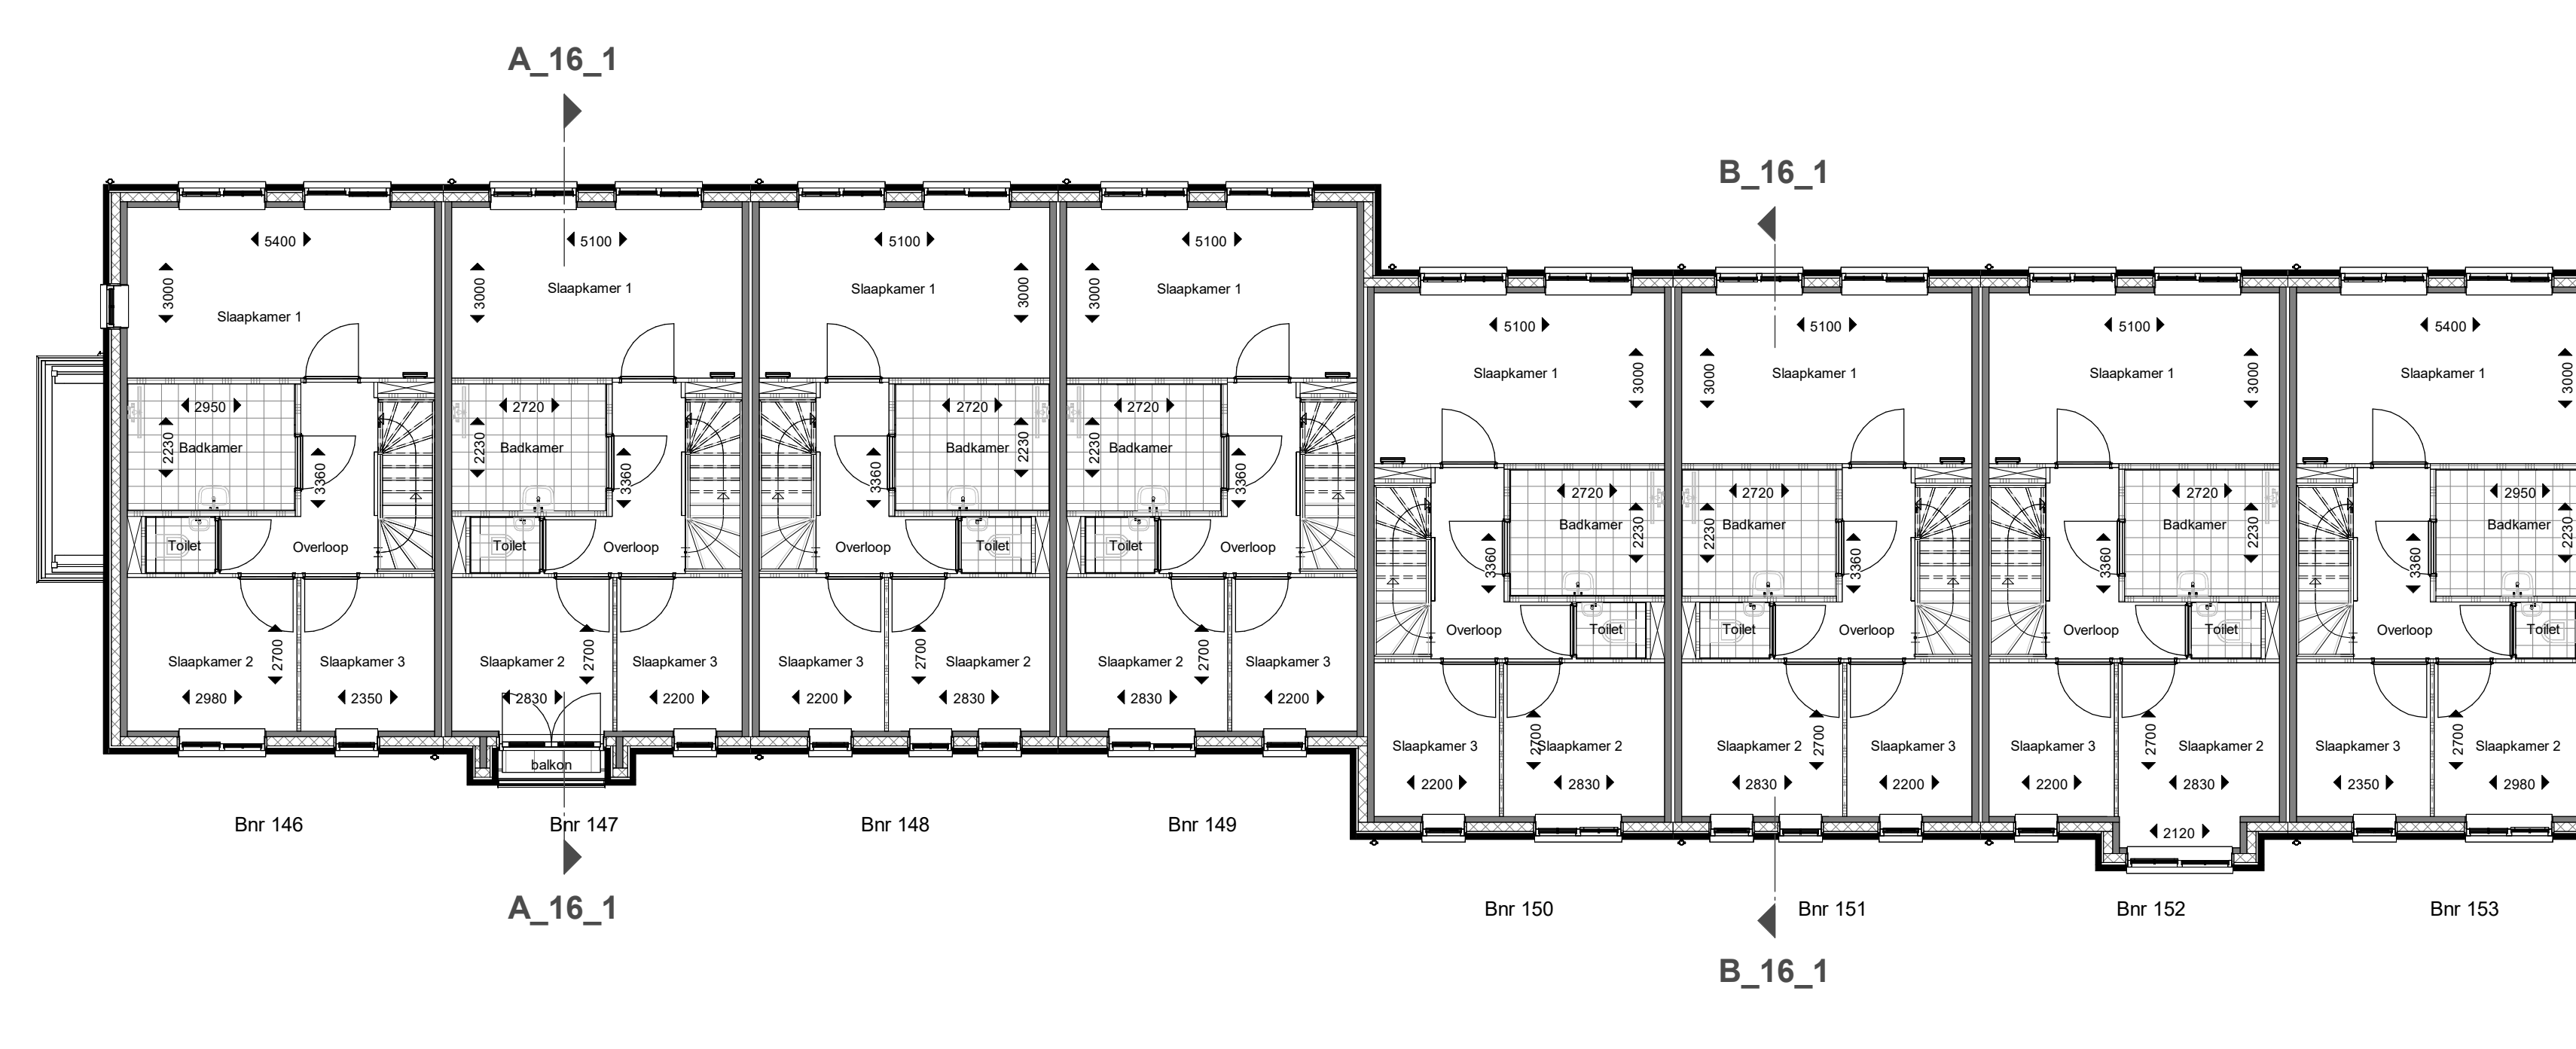 A_16_1
B_16_1
5400
5100
5100
5100
3000
3000
3000
3000
Slaapkamer 1
Slaapkamer 1
Slaapkamer 1
Slaapkamer 1
5100
5100
5100
5400
3000
3000
3000
3000
Slaapkamer 1
Slaapkamer 1
Slaapkamer 1
Slaapkamer 1
2950
2720
2720
2720
2230
2230
2230
2230
Badkamer
Badkamer
Badkamer
Badkamer
3360
3360
3360
3360
2720
2720
2720
2950
2230
2230
2230
2230
Badkamer
Badkamer
Badkamer
Badkamer
Toilet
Overloop
Toilet
Overloop
Overloop
Toilet
Toilet
Overloop
3360
3360
3360
3360
Overloop
Toilet
Toilet
Overloop
Overloop
Toilet
Overloop
Toilet
Slaapkamer 2
2700
Slaapkamer 3
Slaapkamer 2
2700
Slaapkamer 3
Slaapkamer 3
2700
Slaapkamer 2
Slaapkamer 2
2700
Slaapkamer 3
2980
2350
2830
2200
2200
2830
2830
2200
Slaapkamer 3
2700
Slaapkamer 2
Slaapkamer 2
2700
Slaapkamer 3
Slaapkamer 3
2700
Slaapkamer 2
Slaapkamer 3
2700
Slaapkamer 2
balkon
2200
2830
2830
2200
2200
2830
2350
2980
2120
Bnr 146
Bnr 147
Bnr 148
Bnr 149
A_16_1
Bnr 150
Bnr 151
Bnr 152
Bnr 153
B_16_1